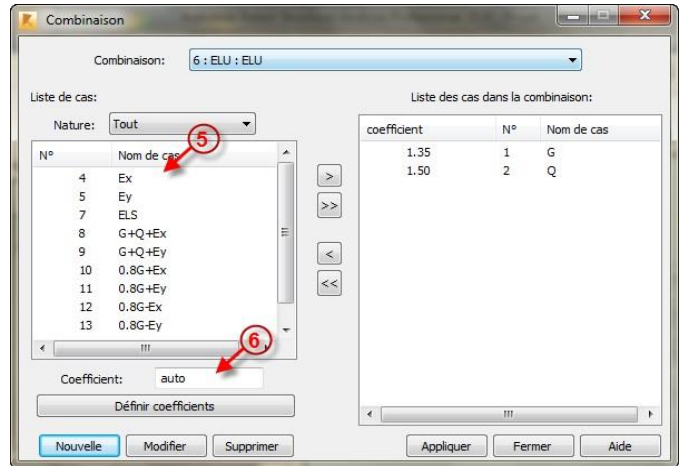 Combinaison
Combinaison: 6 : ELU : ELU
Liste de cas:
Nature: Tout
5
N° Nom de cas
4 Ex
5 Ey
7 ELS
8 G+Q+Ex
9 G+Q+Ey
10 0.8G+Ex
11 0.8G+Ey
12 0.8G-Ex
13 0.8G-Ey
6
Coefficient: auto
Définir coefficients
Nouvelle Modifier Supprimer
>
>>
<
<<
Liste des cas dans la combinaison:
coefficient N° Nom de cas
1.35 1 G
1.50 2 Q
Appliquer Fermer Aide